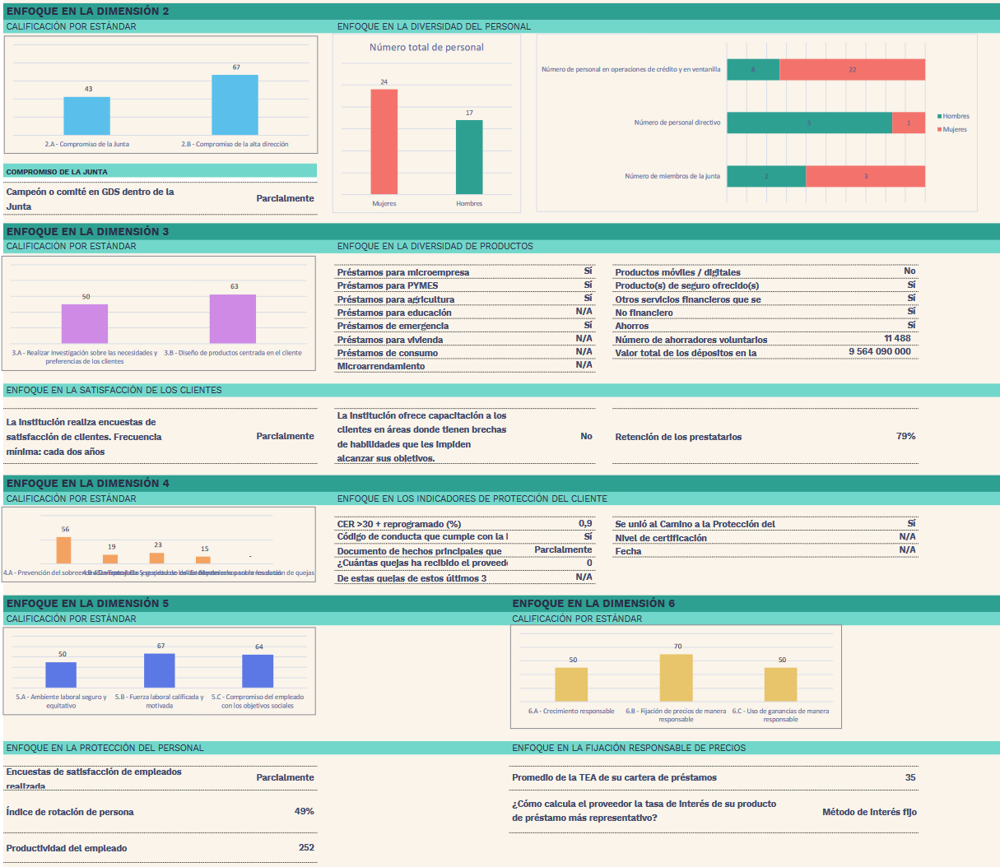 ENFOQUE EN LA DIMENSIÓN 2
CALIFICACIÓN POR ESTÁNDAR
ENFOQUE EN LA DIVERSIDAD DEL PERSONAL
43
67
2.A - Compromiso de la Junta
2.B - Compromiso de la alta dirección
COMPROMISO DE LA JUNTA
Campeón o comité en GDS dentro de la
Junta
Parcialmente
Número total de personal
24
17
Mujeres
Hombres
Número de personal en operaciones de crédito y en ventanilla
8
22
Número de personal directivo
5
1
Número de miembros de la junta
2
3
Hombres
Mujeres
ENFOQUE EN LA DIMENSIÓN 3
CALIFICACIÓN POR ESTÁNDAR
ENFOQUE EN LA DIVERSIDAD DE PRODUCTOS
50
63
3.A - Realizar investigación sobre las necesidades y
preferencias de los clientes
3.B - Diseño de productos centrada en el cliente
Préstamos para microempresa Sí
Préstamos para PYMES Sí
Préstamos para agricultura Sí
Préstamos para educación N/A
Préstamos de emergencia Sí
Préstamos para vivienda N/A
Préstamos de consumo N/A
Microarrendamiento N/A
Productos móviles / digitales No
Producto(s) de seguro ofrecido(s) Sí
Otros servicios financieros que se Sí
No financiero Sí
Ahorros Sí
Número de ahorradores voluntarios 11 488
Valor total de los dépositos en la 9 564 090 000
ENFOQUE EN LA SATISFACCIÓN DE LOS CLIENTES
La institución realiza encuestas de
satisfacción de clientes. Frecuencia
mínima: cada dos años
Parcialmente
La institución ofrece capacitación a los
clientes en áreas donde tienen brechas
de habilidades que les impiden
alcanzar sus objetivos.
No
Retención de los prestatarios 79%
ENFOQUE EN LA DIMENSIÓN 4
CALIFICACIÓN POR ESTÁNDAR
ENFOQUE EN LOS INDICADORES DE PROTECCIÓN DEL CLIENTE
56
19
23
15
-
4.A - Prevención del sobree
ución de quejas
CER >30 + reprogramado (%) 0,9
Código de conducta que cumple con la l Sí
Documento de hechos principales que Parcialmente
¿Cuántas quejas ha recibido el proveed 0
De estas quejas de estos últimos 3 N/A
Se unió al Camino a la Protección del Sí
Nivel de certificación N/A
Fecha N/A
ENFOQUE EN LA DIMENSIÓN 5
CALIFICACIÓN POR ESTÁNDAR
50
67
64
5.A - Ambiente laboral seguro y
equitativo
5.B - Fuerza laboral calificada y
motivada
5.C - Compromiso del empleado
con los objetivos sociales
ENFOQUE EN LA DIMENSIÓN 6
CALIFICACIÓN POR ESTÁNDAR
50
70
50
6.A - Crecimiento responsable
6.B - Fijación de precios de manera
responsable
6.C - Uso de ganancias de manera
responsable
ENFOQUE EN LA PROTECCIÓN DEL PERSONAL
Encuestas de satisfacción de empleados
realizada
Parcialmente
Índice de rotación de persona 49%
Productividad del empleado 252
ENFOQUE EN LA FIJACIÓN RESPONSABLE DE PRECIOS
Promedio de la TEA de su cartera de préstamos 35
¿Cómo calcula el proveedor la tasa de interés de su producto
de préstamo más representativo?
Método de interés fijo